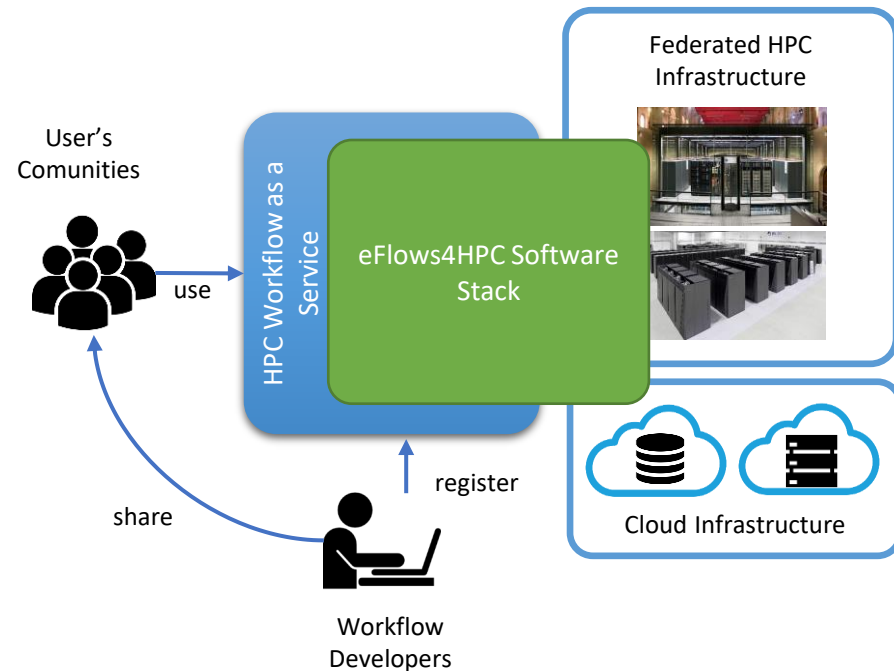 Federated HPC
Infrastructure
User's
Comunities
HPC Workflow as a
Service
eFlows4HPC Software
Stack
use
register
share
Cloud Infrastructure
Workflow
Developers